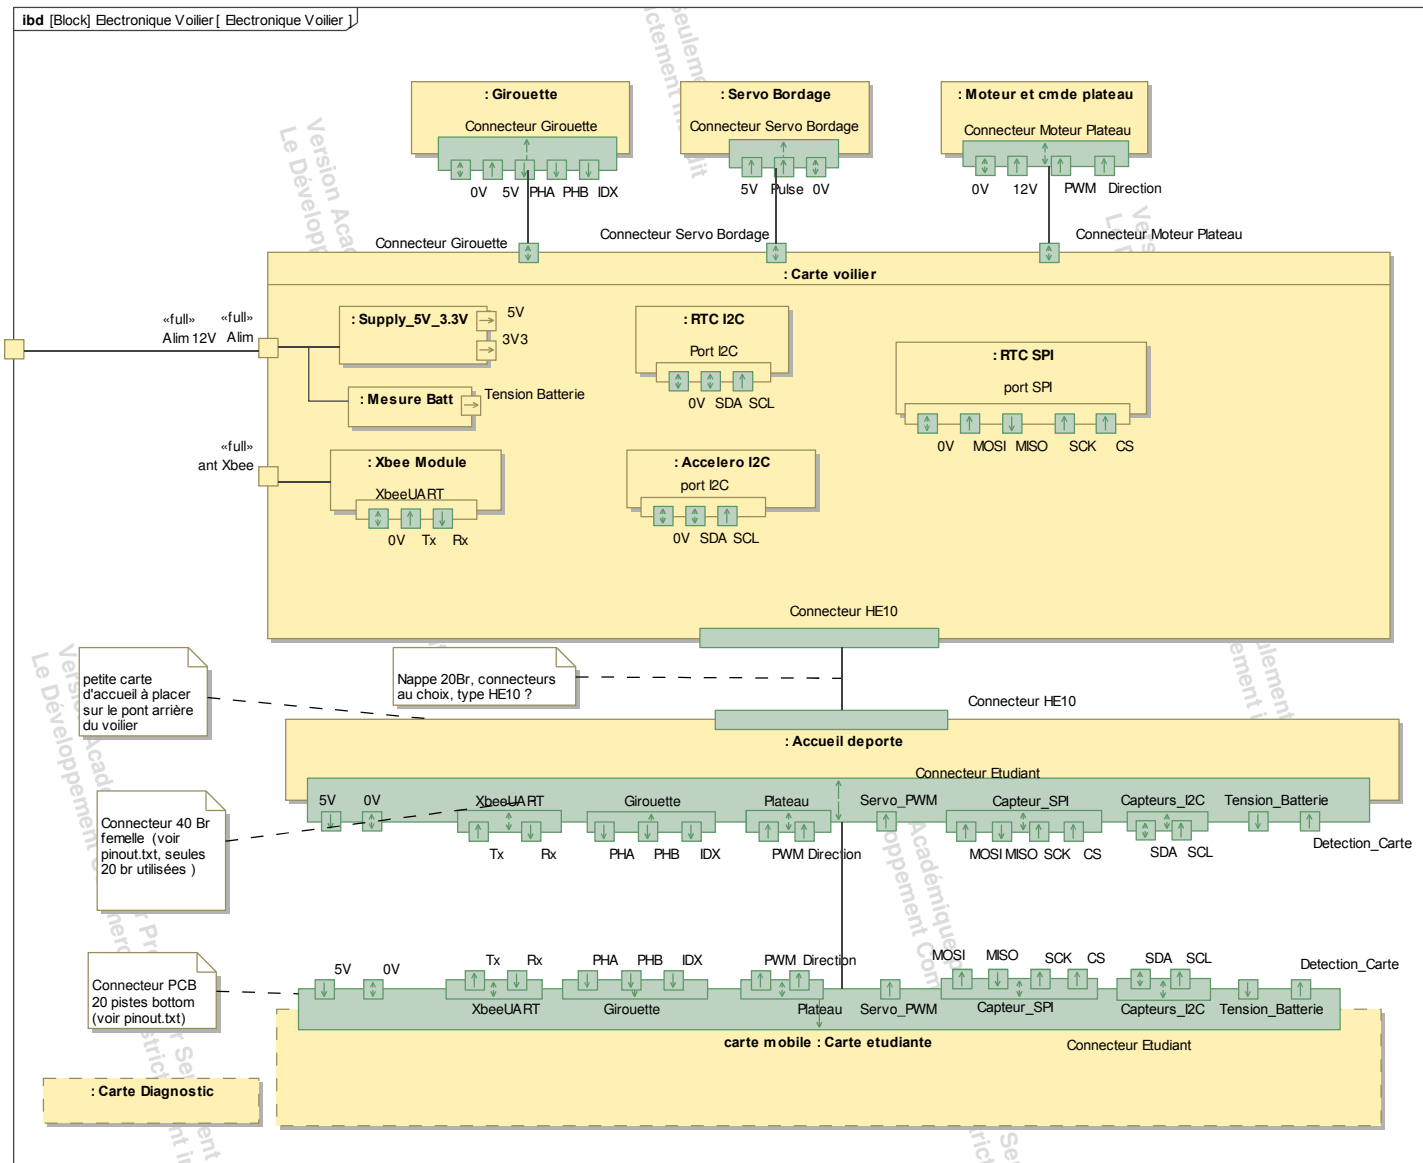 ibd [Block] Electronique Voilier [ Electronique Voilier ]
: Girouette
Connecteur Girouette
0V 5V PHA PHB IDX
: Servo Bordage
Connecteur Servo Bordage
5V Pulse 0V
: Moteur et cmde plateau
Connecteur Moteur Plateau
0V 12V PWM Direction
Connecteur Girouette
Connecteur Servo Bordage
Connecteur Moteur Plateau
: Carte voilier
«full»
Alim 12V
«full»
Alim
: Supply_5V_3.3V
5V
3V3
: Mesure Batt
Tension Batterie
: RTC I2C
Port I2C
0V SDA SCL
: RTC SPI
port SPI
0V MOSI MISO SCK CS
«full»
ant Xbee
: Xbee Module
XbeeUART
0V Tx Rx
: Accelero I2C
port I2C
0V SDA SCL
Connecteur HE10
petite carte
d'accueil à placer
sur le pont arrière
du voilier
Nappe 20Br, connecteurs
au choix, type HE10 ?
Connecteur HE10
: Accueil deporte
Connecteur Etudiant
5V 0V XbeeUART Girouette Plateau Servo_PWM Capteur_SPI Capteurs_I2C Tension_Batterie
Tx Rx PHA PHB IDX PWM Direction MOSI MISO SCK CS SDA SCL Detection_Carte
Connecteur 40 Br
femelle (voir
pinout.txt, seules
20 br utilisées )
Connecteur PCB
20 pistes bottom
(voir pinout.txt)
5V 0V Tx Rx PHA PHB IDX PWM Direction MOSI MISO SCK CS SDA SCL Detection_Carte
XbeeUART Girouette Plateau Servo_PWM Capteur_SPI Capteurs_I2C Tension_Batterie
carte mobile : Carte etudiante
Connecteur Etudiant
: Carte Diagnostic